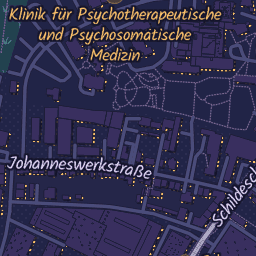 Klinik für Psychotherapeutische
und Psychosomatische
Medizin
Johanneswerkstraße